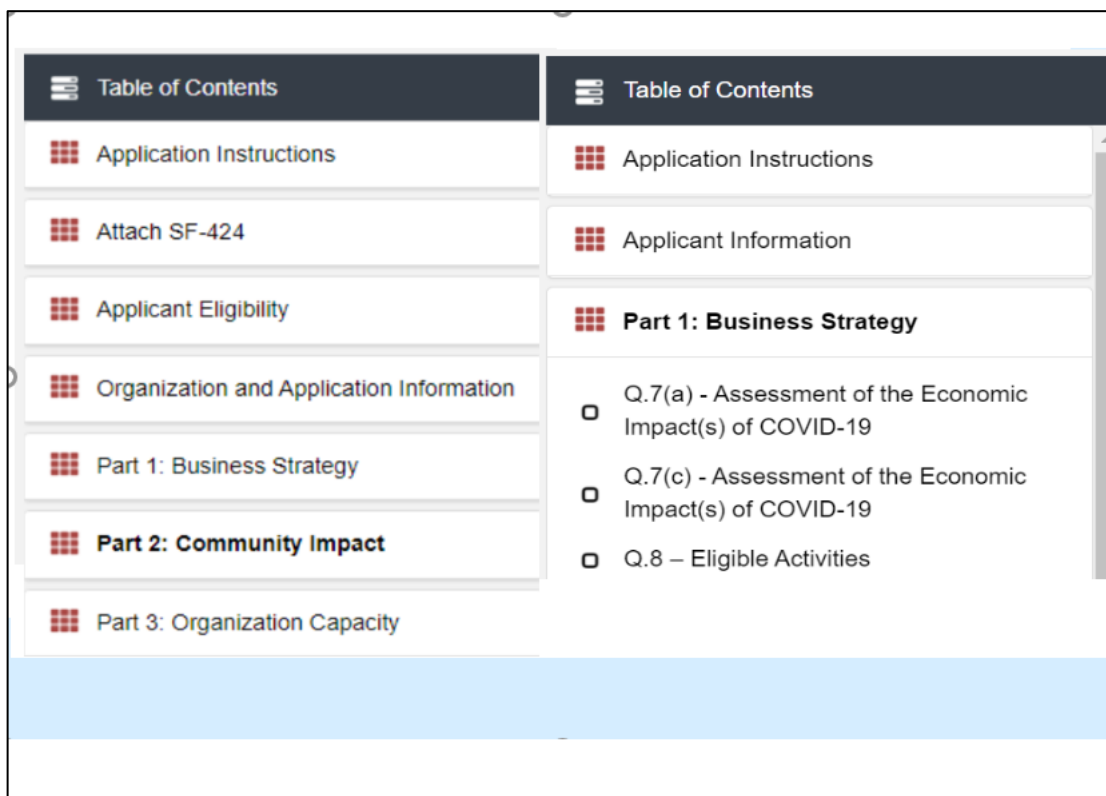 Table of Contents
Application Instructions
Attach SF-424
Applicant Eligibility
Organization and Application Information
Part 1: Business Strategy
Part 2: Community Impact
Part 3: Organization Capacity
Table of Contents
Application Instructions
Applicant Information
Part 1: Business Strategy
Q.7(a) - Assessment of the Economic
Impact(s) of COVID-19
Q.7(c) - Assessment of the Economic
Impact(s) of COVID-19
Q.8 – Eligible Activities